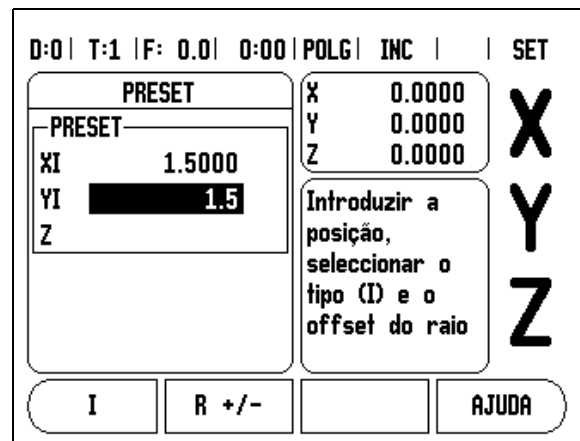 D:0 | T:1 | F: 0.0 | 0:00 | POLG | INC | | SET
PRESET
PRESET
XI 1.5000
YI 1.5
Z
X 0.0000
Y 0.0000
Z 0.0000
Introduzir a
posição,
seleccionar o
tipo (I) e o
offset do raio
X
Y
Z
I
R +/-
AJUDA